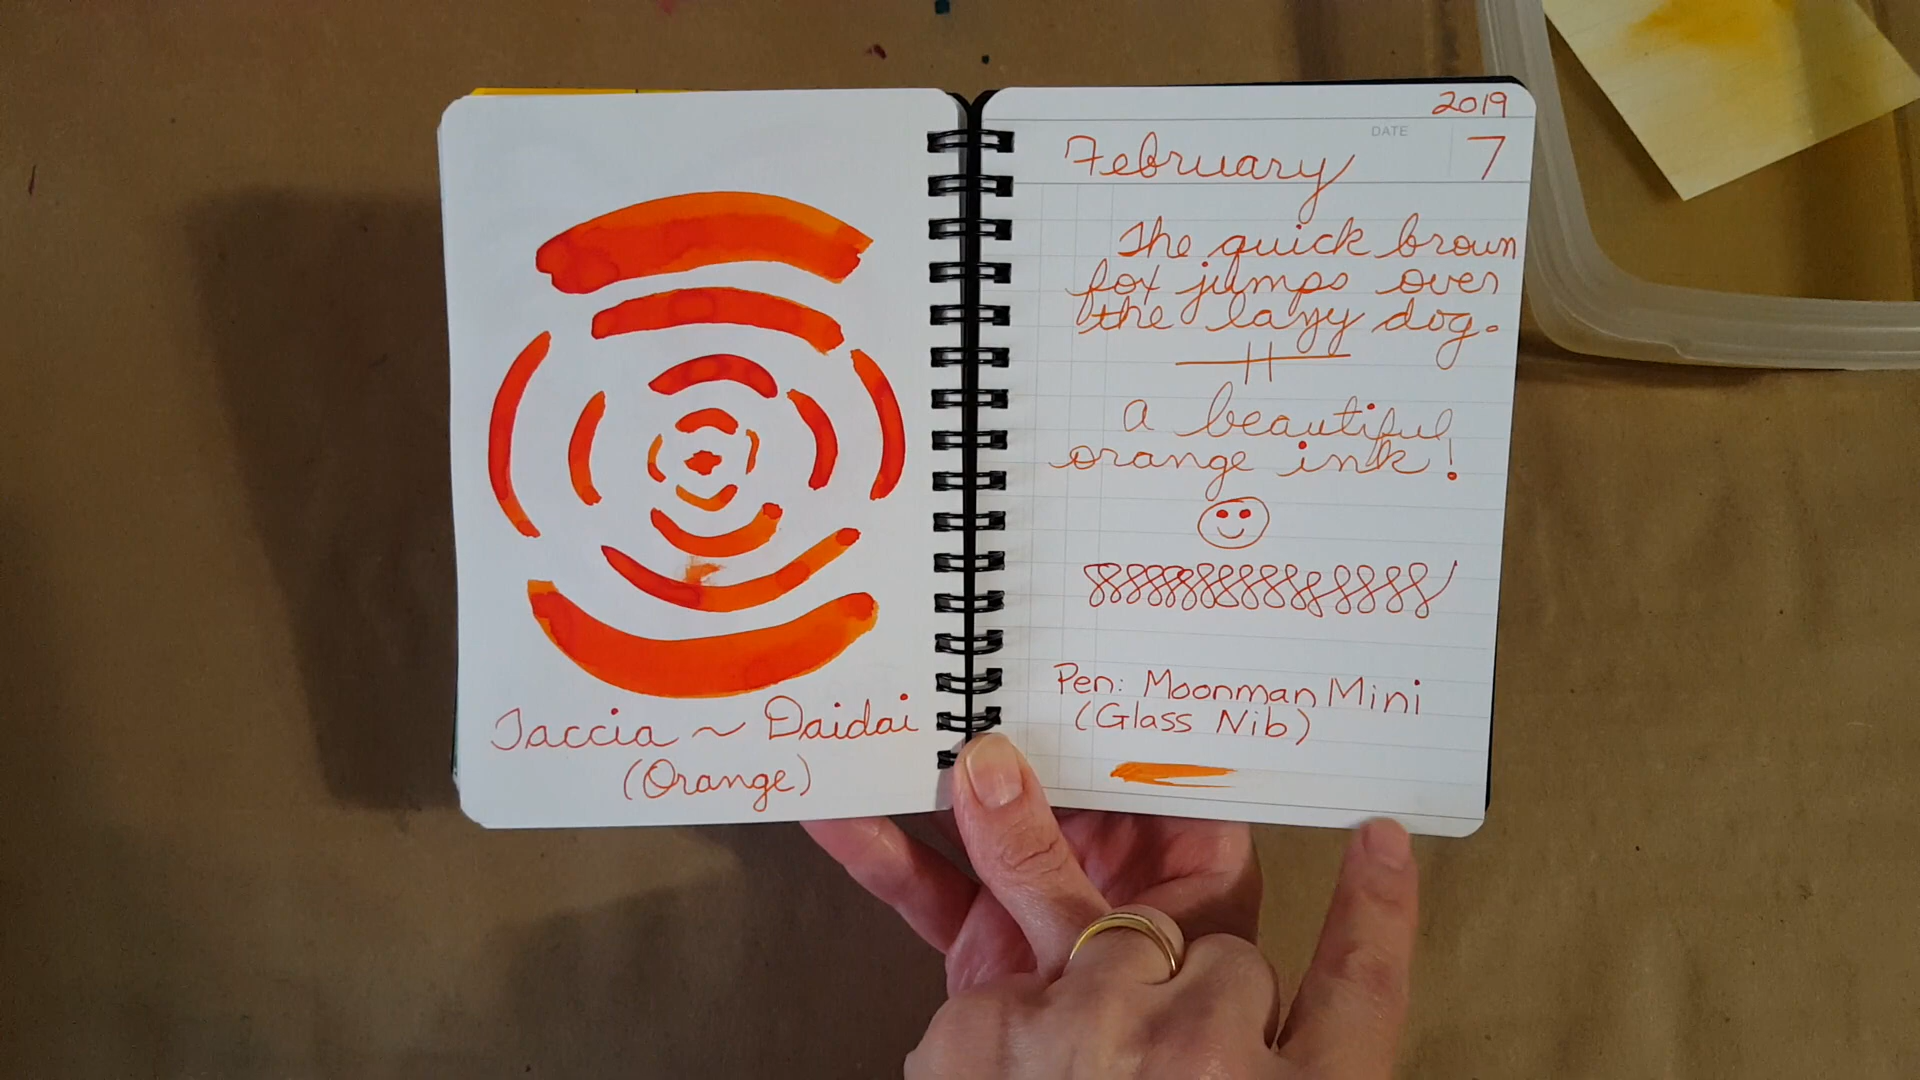 Taccia ~ Daidai
(Orange)
2019
DATE
February 7
The quick brown
fox jumps over
the lazy dog.
a beautiful
orange ink!
Pen: Moonman Mini
(Glass Nib)